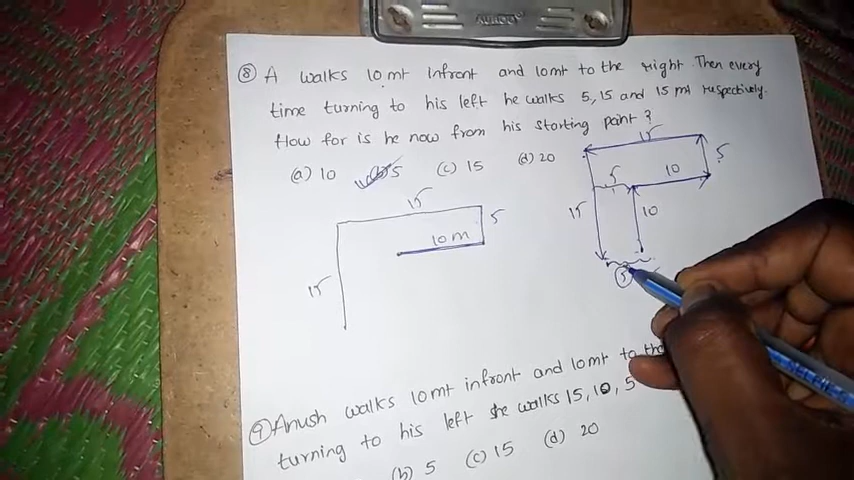 ⑧ A walks 10mt infront and 10mt to the right. Then every
time turning to his left he walks 5, 15 and 15 mt respectively.
How for is he now from his starting point?
(a) 10 (b) 5 (c) 15 (d) 20
15
5
10 m
15
15
5
10
5
15
10
5
⑨ Anush walks 10mt infront and 10mt to the
turning to his left she walks 15, 10, 5
(b) 5 (c) 15 (d) 20